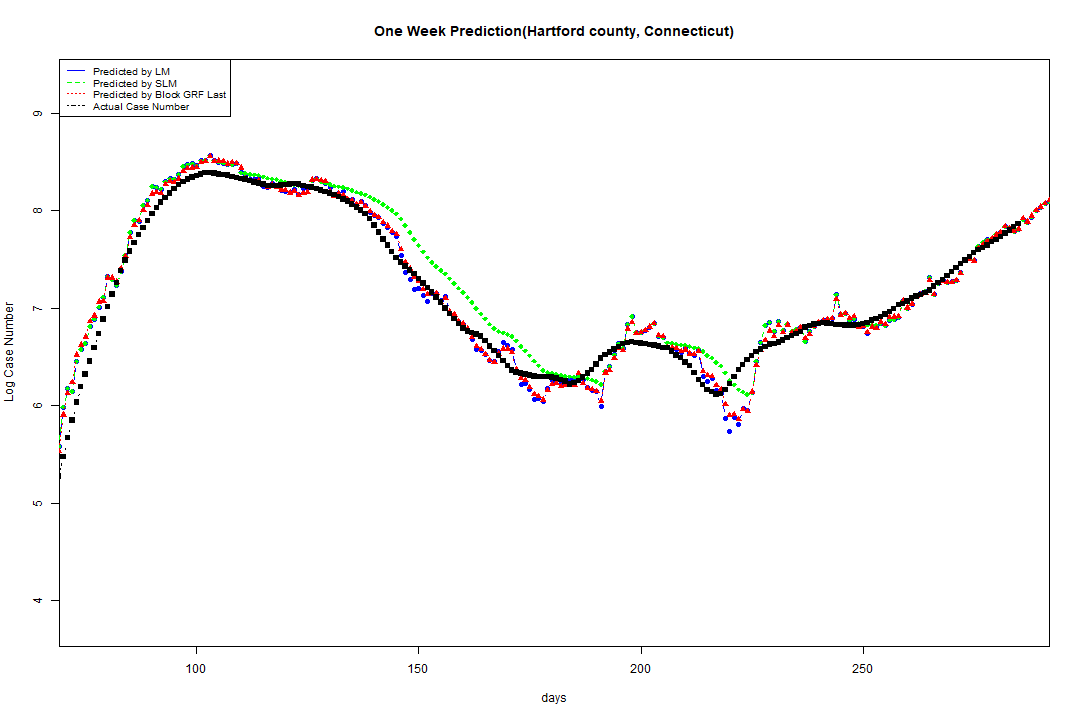 One Week Prediction(Hartford county, Connecticut)
Predicted by LM
Predicted by SLM
Predicted by Block GRF Last
Actual Case Number
9
8
7
6
5
4
Log Case Number
100 150 200 250
days